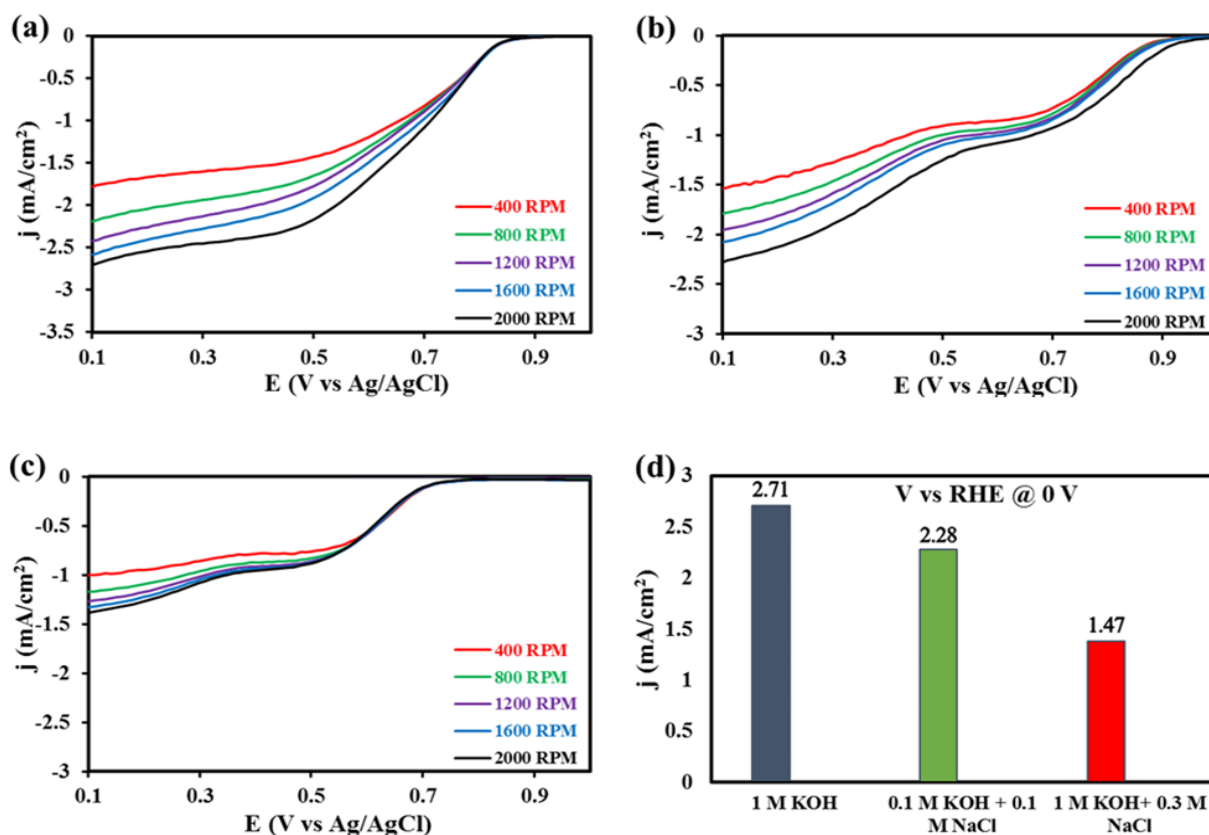 (a)
0
-0.5
-1
-1.5
-2
-2.5
-3
-3.5
j (mA/cm²)
400 RPM
800 RPM
1200 RPM
1600 RPM
2000 RPM
0.1 0.3 0.5 0.7 0.9
E (V vs Ag/AgCl)
(b)
0
-0.5
-1
-1.5
-2
-2.5
-3
j (mA/cm²)
400 RPM
800 RPM
1200 RPM
1600 RPM
2000 RPM
0.1 0.3 0.5 0.7 0.9
E (V vs Ag/AgCl)
(c)
0
-0.5
-1
-1.5
-2
-2.5
-3
j (mA/cm²)
400 RPM
800 RPM
1200 RPM
1600 RPM
2000 RPM
0.1 0.3 0.5 0.7 0.9
E (V vs Ag/AgCl)
(d)
V vs RHE @ 0 V
3
2.5
2
1.5
1
0.5
0
j (mA/cm²)
2.71
2.28
1.47
1 M KOH
0.1 M KOH + 0.1
M NaCl
1 M KOH+ 0.3 M
NaCl